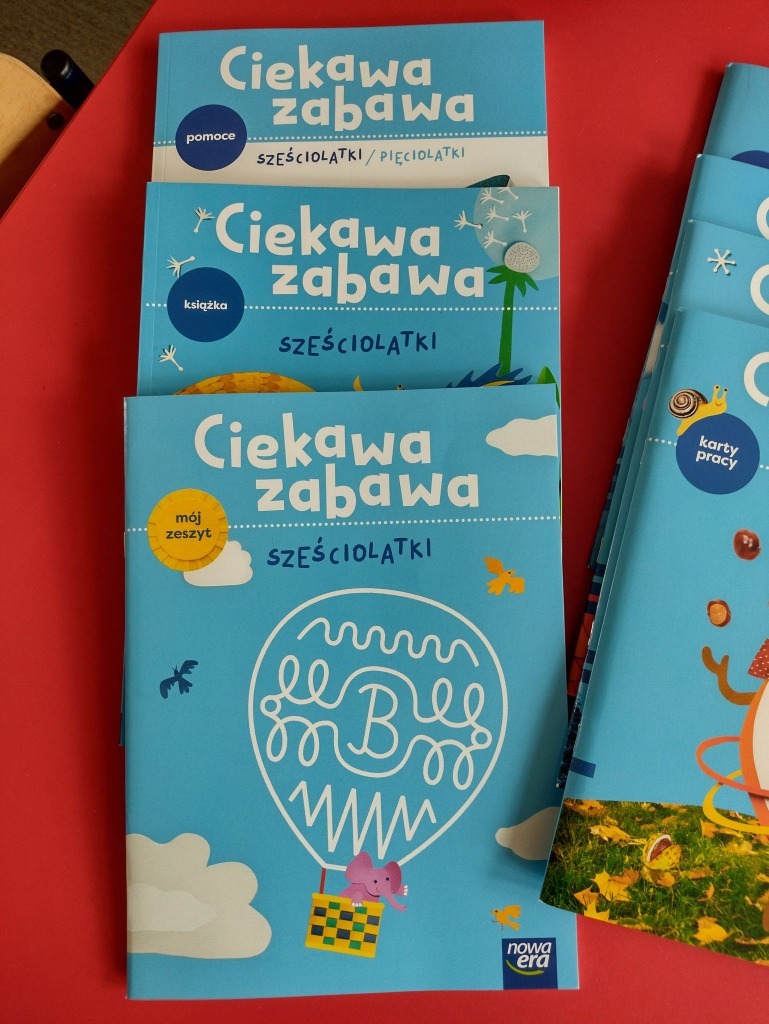 Ciekawa
zabawa
pomoce
SZEŚCIOLATKI / PIĘCIOLATKI
Ciekawa
zabawa
książka
SZEŚCIOLATKI
Ciekawa
zabawa
mój
zeszyt
SZEŚCIOLATKI
B
nowa
era
karty
pracy